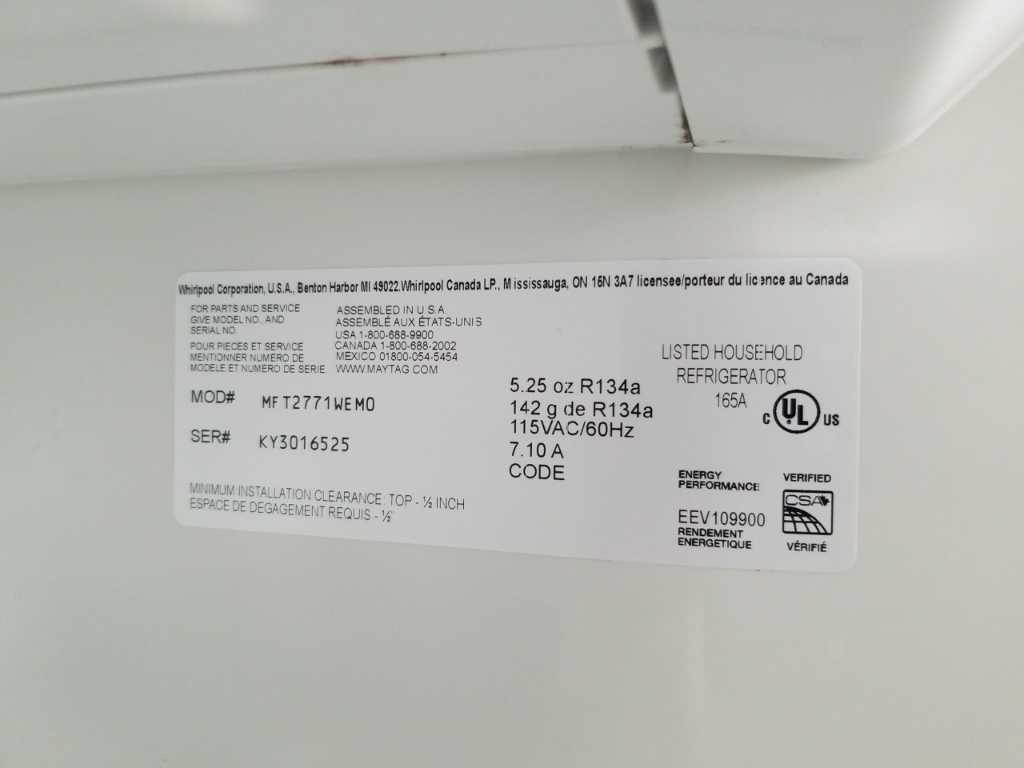 Whirlpool Corporation, U.S.A., Benton Harbor MI 49022.Whirlpool Canada LP., Mississauga, ON 15N 3A7 licensee/porteur du licence au Canada
FOR PARTS AND SERVICE
GIVE MODEL NO., AND
SERIAL NO.
POUR PIECES ET SERVICE
MENTIONNER NUMERO DE
MODELE ET NUMERO DE SERIE
ASSEMBLED IN U.S.A.
ASSEMBLÉ AUX ÉTATS-UNIS
USA 1-800-688-9900
CANADA 1-800-688-2002
MEXICO 01800-054-5454
WWW.MAYTAG.COM
MOD# MFT2771WEM0
SER# KY3016525
5.25 oz R134a
142 g de R134a
115VAC/60Hz
7.10 A
CODE
LISTED HOUSEHOLD
REFRIGERATOR
165A
C UL US
MINIMUM INSTALLATION CLEARANCE, TOP - ½ INCH
ESPACE DE DEGAGEMENT REQUIS - ½"
ENERGY
PERFORMANCE
EEV109900
RENDEMENT
ENERGETIQUE
VERIFIED
CSA
VÉRIFIÉ